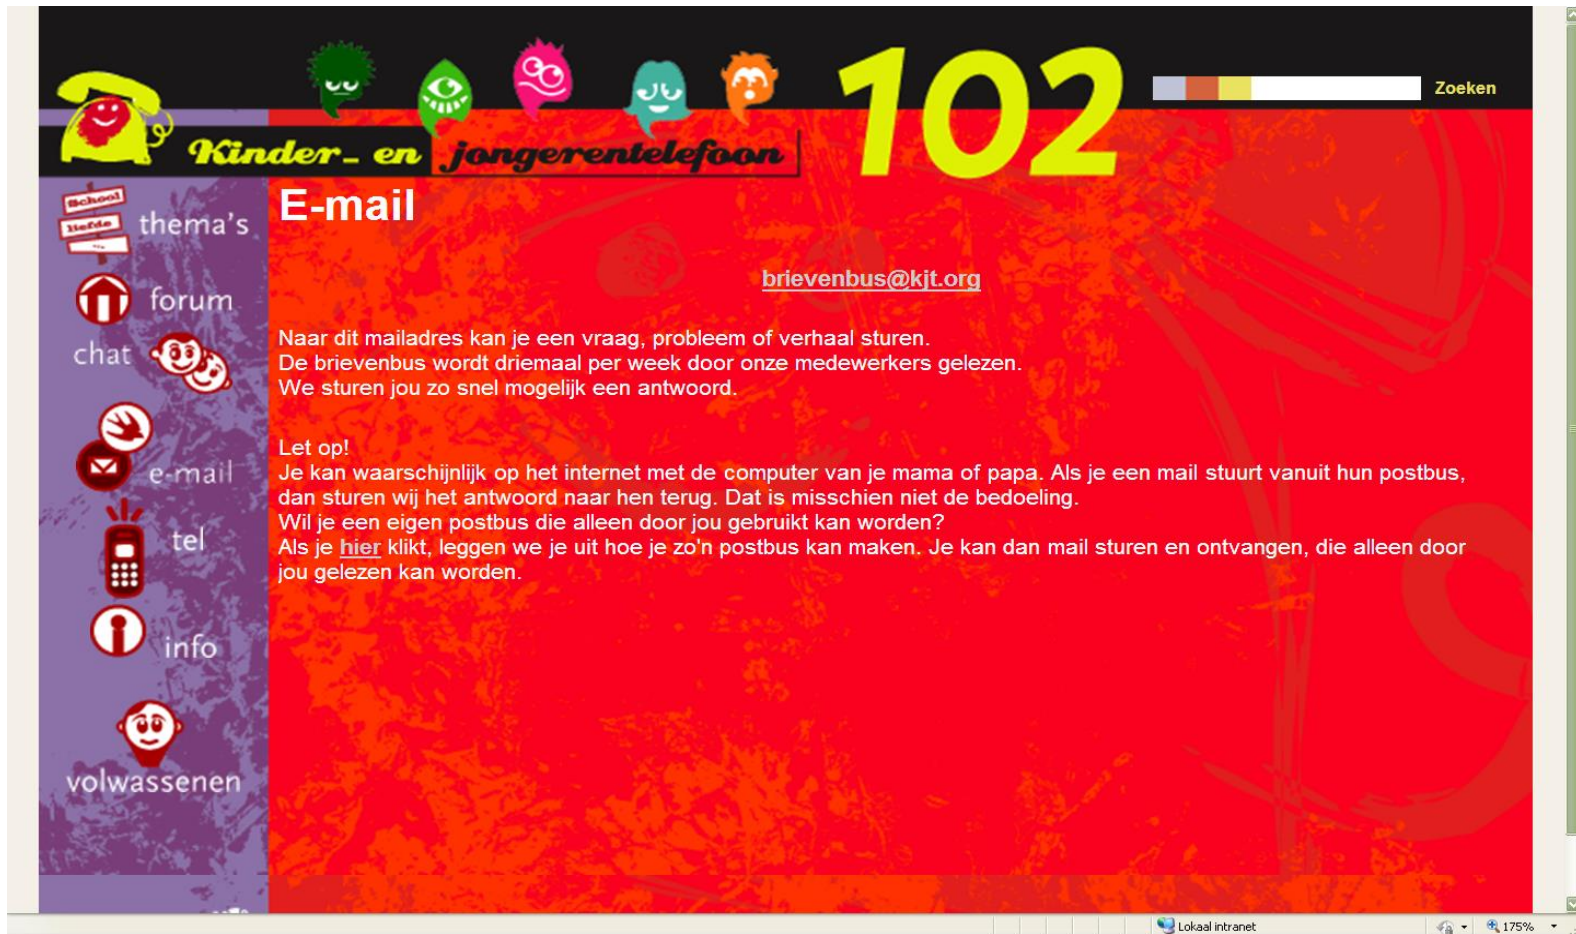 102
Zoeken
Kinder- en jongerentelefoon
School
liefde
...
thema's
forum
chat
e-mail
tel
info
volwassenen
E-mail
brievenbus@kjt.org
Naar dit mailadres kan je een vraag, probleem of verhaal sturen.
De brievenbus wordt driemaal per week door onze medewerkers gelezen.
We sturen jou zo snel mogelijk een antwoord.
Let op!
Je kan waarschijnlijk op het internet met de computer van je mama of papa. Als je een mail stuurt vanuit hun postbus,
dan sturen wij het antwoord naar hen terug. Dat is misschien niet de bedoeling.
Wil je een eigen postbus die alleen door jou gebruikt kan worden?
Als je hier klikt, leggen we je uit hoe je zo'n postbus kan maken. Je kan dan mail sturen en ontvangen, die alleen door
jou gelezen kan worden.
Lokaal intranet
175%